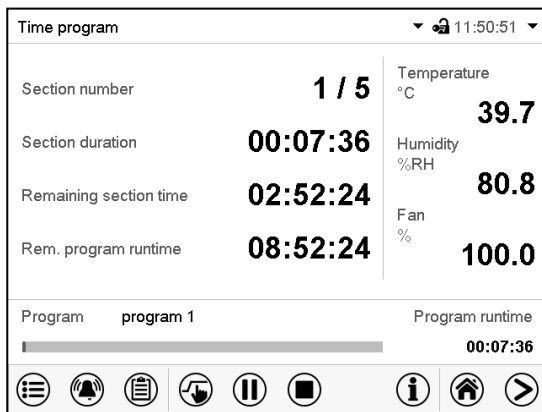 Time program 11:50:51
Section number 1 / 5
Section duration 00:07:36
Remaining section time 02:52:24
Rem. program runtime 08:52:24
Temperature
°C
39.7
Humidity
%RH
80.8
Fan
%
100.0
Program program 1 Program runtime
00:07:36